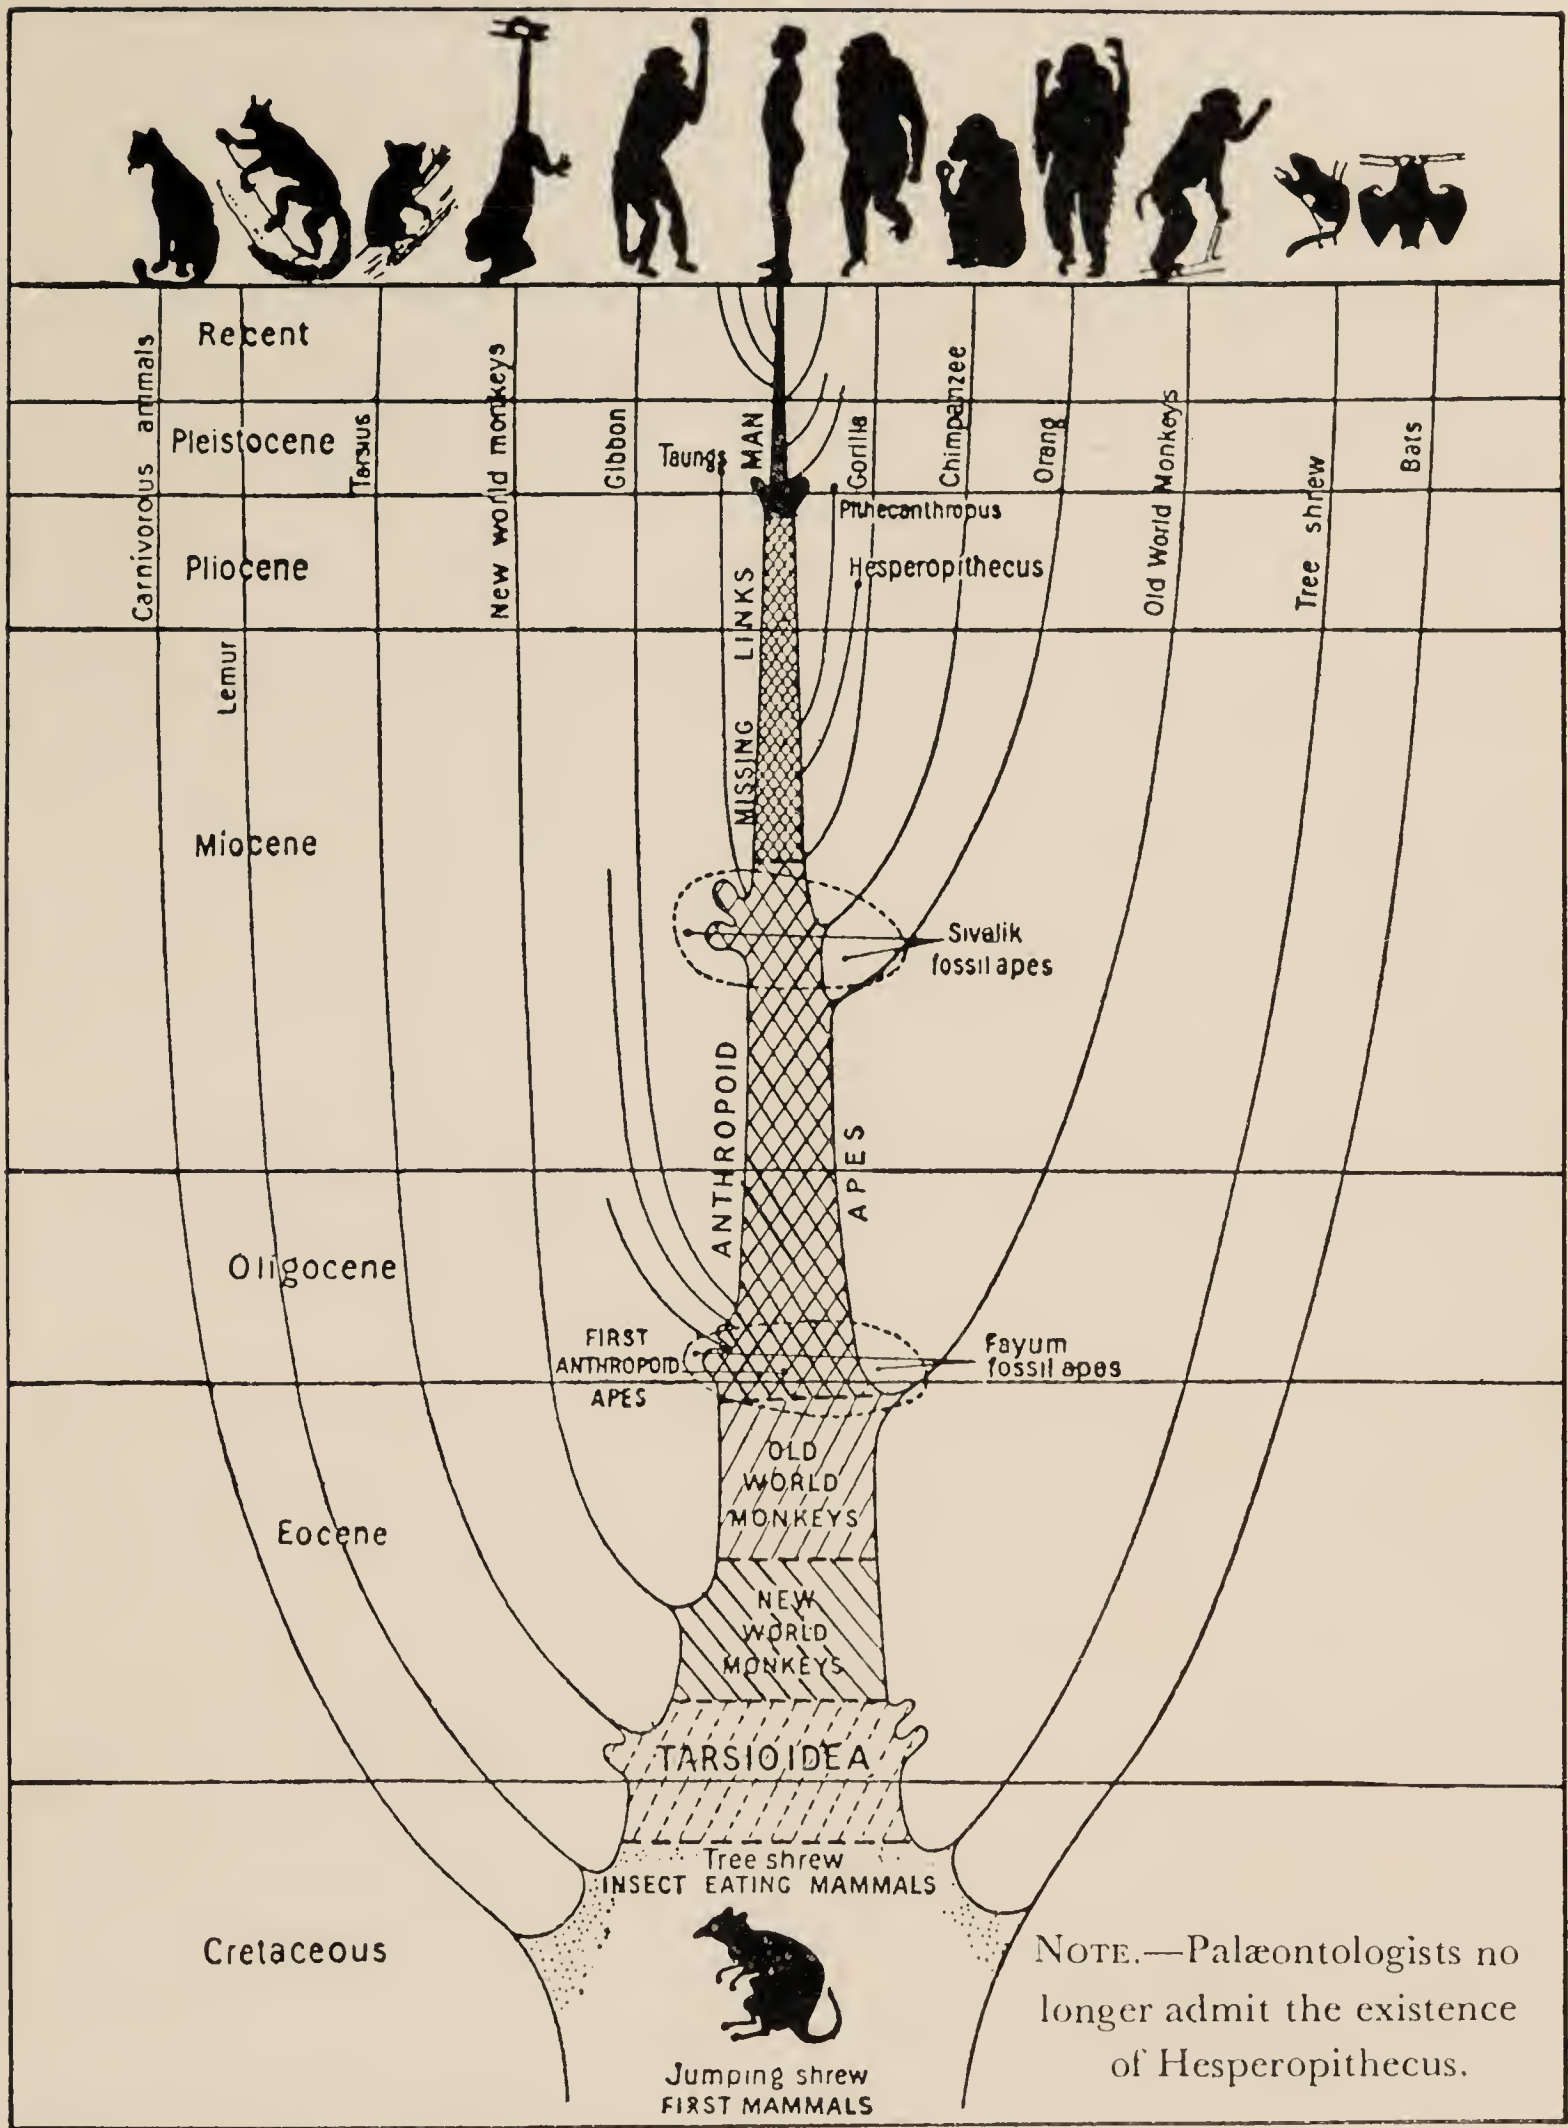 Recent
Carnivorous animals
Pleistocene
Tarsius
New world monkeys
Gibbon
Taungs
MAN
Gorilla
Chimpanzee
Orang
Old World Monkeys
Tree shrew
Bats
Pithecanthropus
Pliocene
Hesperopithecus
MISSING LINKS
Lemur
Miocene
Sivalik
fossil apes
ANTHROPOID
APES
Oligocene
FIRST
ANTHROPOID
APES
Fayum
fossil apes
OLD
WORLD
MONKEYS
Eocene
NEW
WORLD
MONKEYS
TARSIOIDEA
Tree shrew
INSECT EATING MAMMALS
Cretaceous
Jumping shrew
FIRST MAMMALS
NOTE.—Palæontologists no
longer admit the existence
of Hesperopithecus.